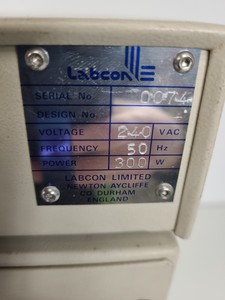 Labcon
SERIAL No 0074
DESIGN No.
VOLTAGE 240 VAC
FREQUENCY 50 Hz
POWER 300 W
LABCON LIMITED
NEWTON AYCLIFFE
CO. DURHAM
ENGLAND